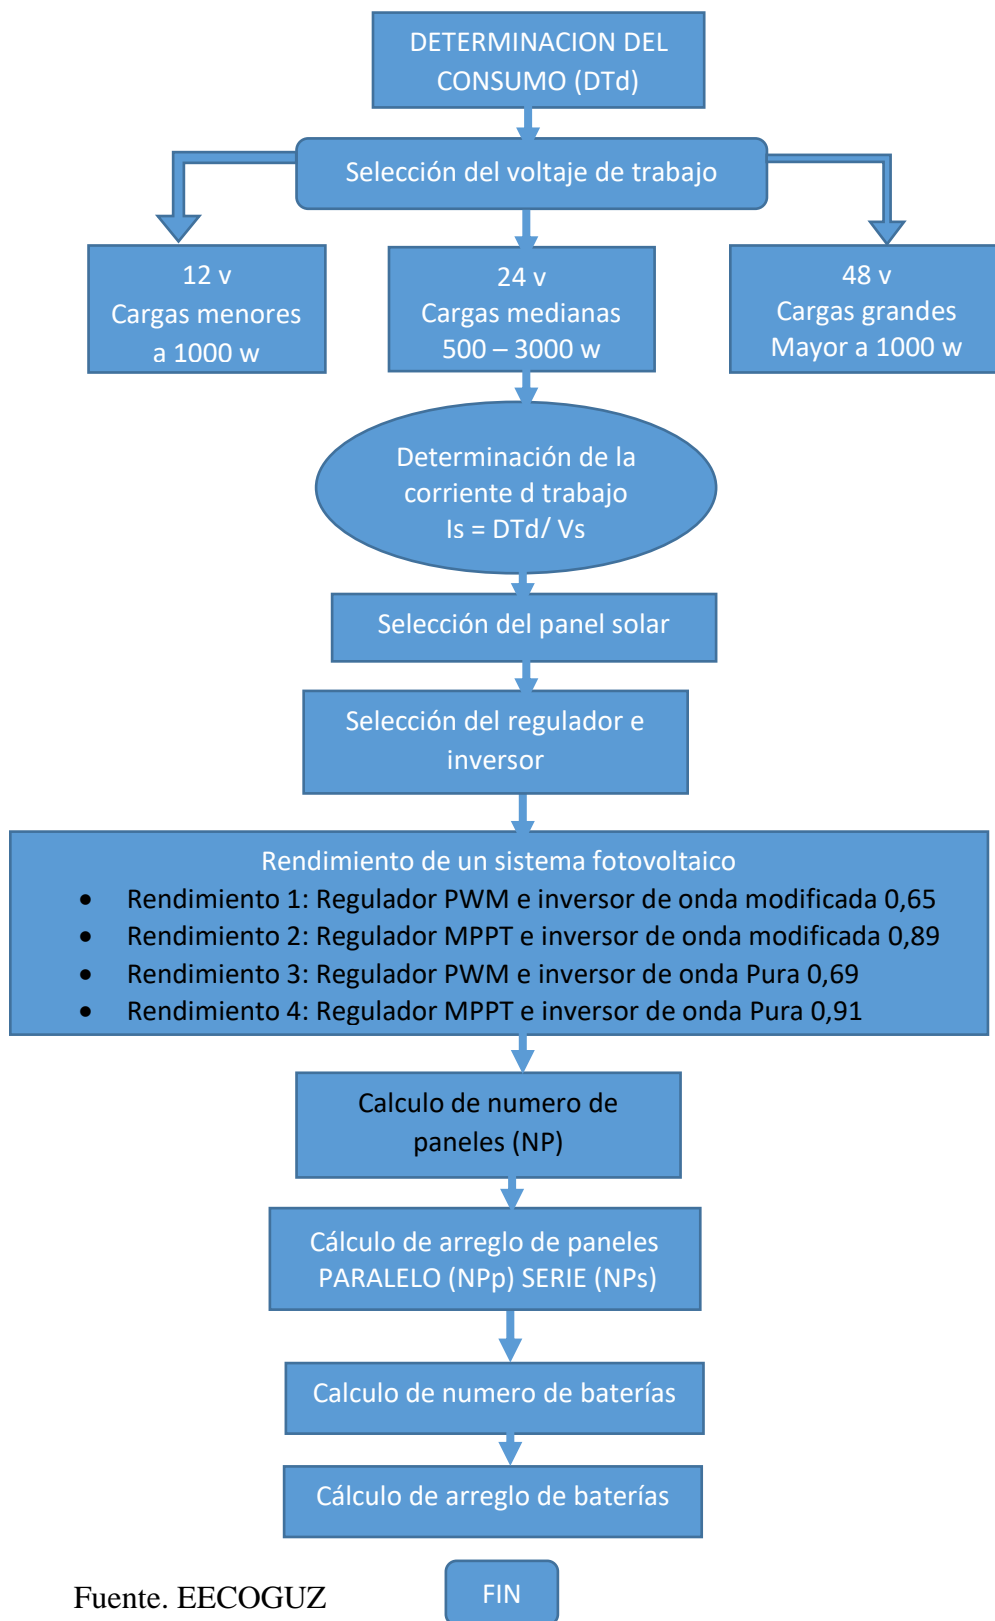 DETERMINACION DEL
CONSUMO (DTd)
Selección del voltaje de trabajo
12 v
Cargas menores
a 1000 w
24 v
Cargas medianas
500 – 3000 w
48 v
Cargas grandes
Mayor a 1000 w
Determinación de la
corriente d trabajo
Is = DTd/ Vs
Selección del panel solar
Selección del regulador e
inversor
Rendimiento de un sistema fotovoltaico
• Rendimiento 1: Regulador PWM e inversor de onda modificada 0,65
• Rendimiento 2: Regulador MPPT e inversor de onda modificada 0,89
• Rendimiento 3: Regulador PWM e inversor de onda Pura 0,69
• Rendimiento 4: Regulador MPPT e inversor de onda Pura 0,91
Calculo de numero de
paneles (NP)
Cálculo de arreglo de paneles
PARALELO (NPp) SERIE (NPs)
Calculo de numero de baterías
Cálculo de arreglo de baterías
FIN
Fuente. EECOGUZ